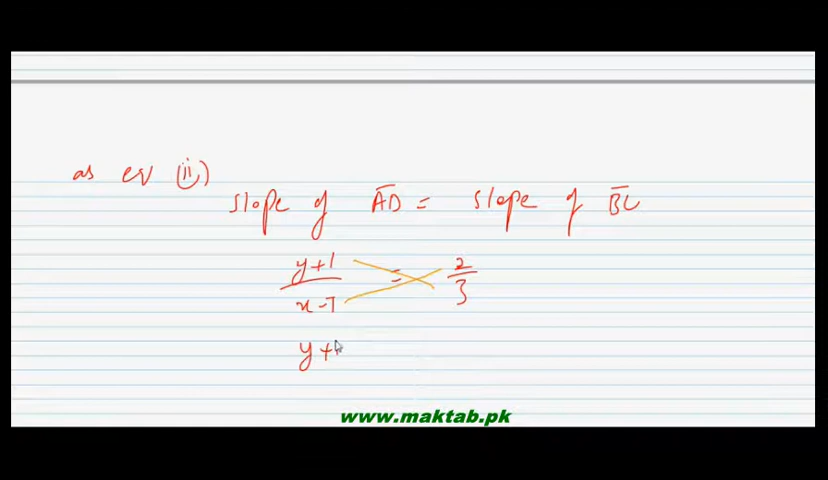 as eq (ii)
Slope of AD = Slope of BC
y+1 / x-7 = 2 / 3
y+
www.maktab.pk